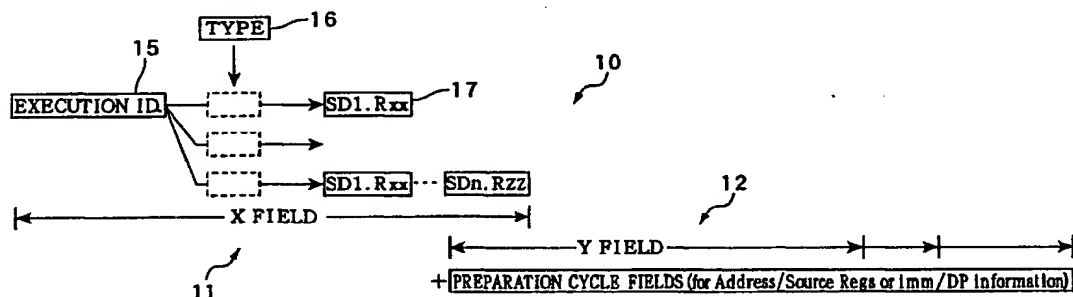 TYPE 16
15
10
EXECUTION ID. SD1.Rxx 17
SD1.Rxx SDn.RZZ 12
X FIELD
Y FIELD
11
+ PREPARATION CYCLE FIELDS (for Address/Source Regs or Imm/DP information)